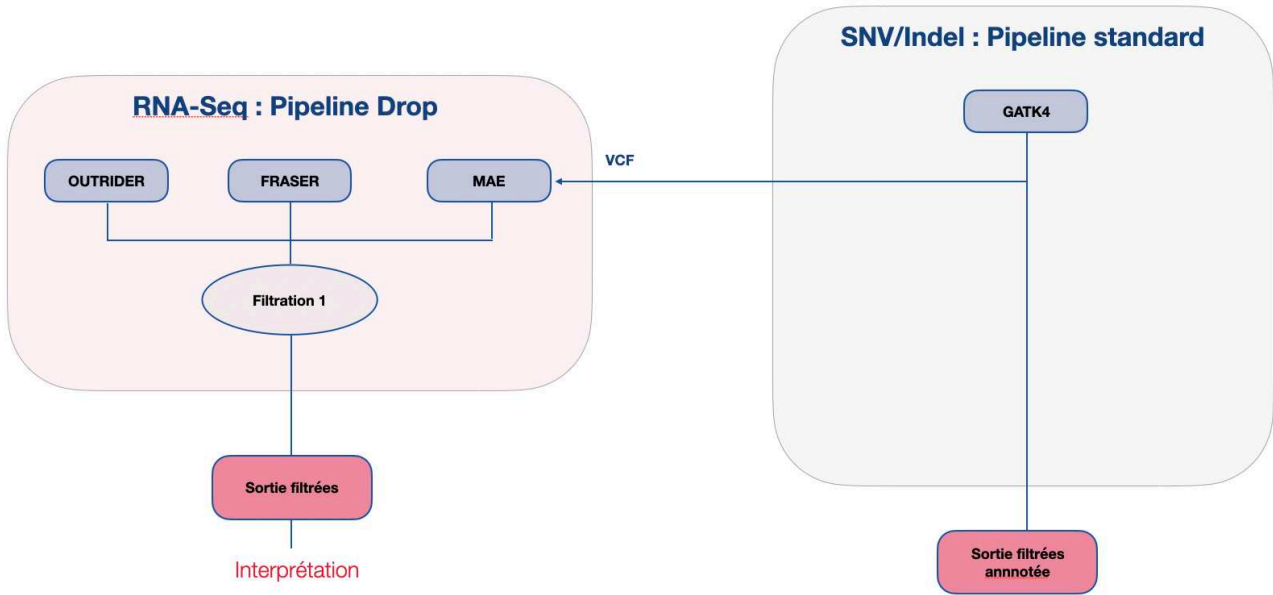 SNV/Indel : Pipeline standard
RNA-Seq : Pipeline Drop
GATK4
VCF
OUTRIDER
FRASER
MAE
Filtration 1
Sortie filtrées
Interprétation
Sortie filtrées
annnotée